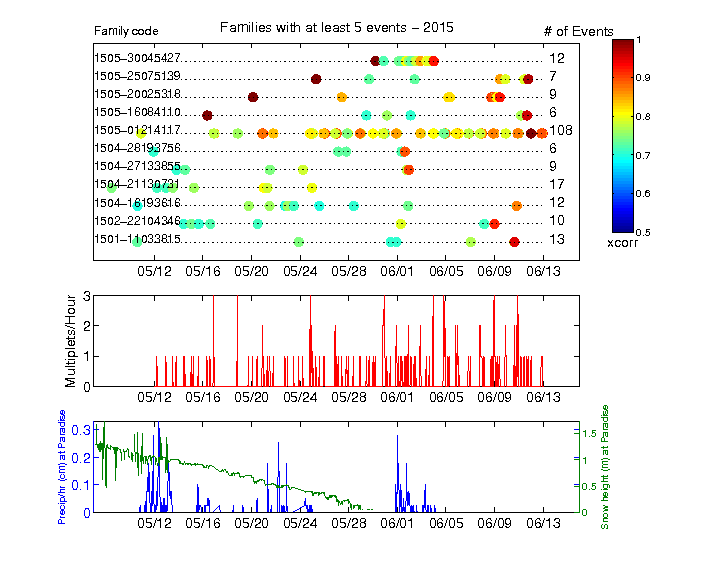 Family code
Families with at least 5 events − 2015
# of Events
1505−30045427 12
1505−25075139 7
1505−20025318 9
1505−16084110 6
1505−01214117 108
1504−28193756 6
1504−27133855 9
1504−21130731 17
1504−18193616 12
1502−22104346 10
1501−11033815 13
05/12 05/16 05/20 05/24 05/28 06/01 06/05 06/09 06/13
1
0.9
0.8
0.7
0.6
0.5
xcorr
Multiplets/Hour
3
2
1
0
05/12 05/16 05/20 05/24 05/28 06/01 06/05 06/09 06/13
Precip/hr (cm) at Paradise
0.3
0.2
0.1
0
1.5
1
0.5
0
Snow height (m) at Paradise
05/12 05/16 05/20 05/24 05/28 06/01 06/05 06/09 06/13